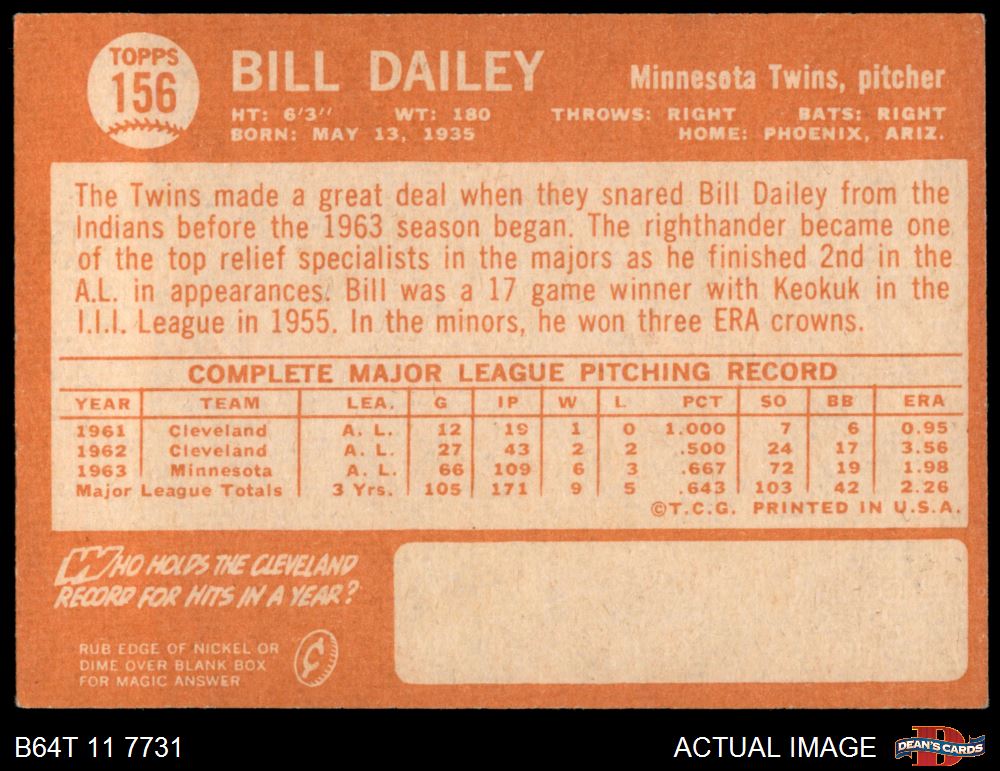 TOPPS
156
BILL DAILEY
Minnesota Twins, pitcher
HT: 6'3" WT: 180 THROWS: RIGHT BATS: RIGHT
BORN: MAY 13, 1935 HOME: PHOENIX, ARIZ.
The Twins made a great deal when they snared Bill Dailey from the
Indians before the 1963 season began. The righthander became one
of the top relief specialists in the majors as he finished 2nd in the
A.L. in appearances. Bill was a 17 game winner with Keokuk in the
I.I.I. League in 1955. In the minors, he won three ERA crowns.
COMPLETE MAJOR LEAGUE PITCHING RECORD
YEAR TEAM LEA. G IP W L PCT SO BB ERA
1961 Cleveland A. L. 12 19 1 0 1.000 7 6 0.95
1962 Cleveland A. L. 27 43 2 2 .500 24 17 3.56
1963 Minnesota A. L. 66 109 6 3 .667 72 19 1.98
Major League Totals 3 Yrs. 105 171 9 5 .643 103 42 2.26
©T.C.G. PRINTED IN U.S.A.
WHO HOLDS THE CLEVELAND
RECORD FOR HITS IN A YEAR?
RUB EDGE OF NICKEL OR
DIME OVER BLANK BOX
FOR MAGIC ANSWER
¢
B64T 11 7731
ACTUAL IMAGE
D
DEAN'S CARDS